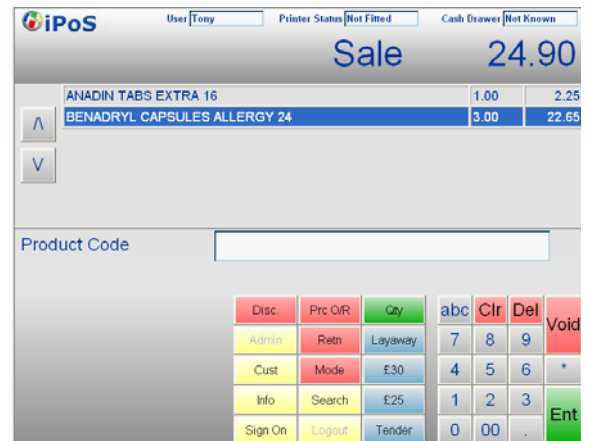 iPoS User Tony Printer Status Not Fitted Cash Drawer Not Known
Sale 24.90
ANADIN TABS EXTRA 16 1.00 2.25
BENADRYL CAPSULES ALLERGY 24 3.00 22.65
Product Code
Disc. Prc O/R Qty abc Clr Del Void
Admin Retn Layaway 7 8 9
Cust Mode £30 4 5 6 *
Info Search £25 1 2 3 Ent
Sign On Logout Tender 0 00 .